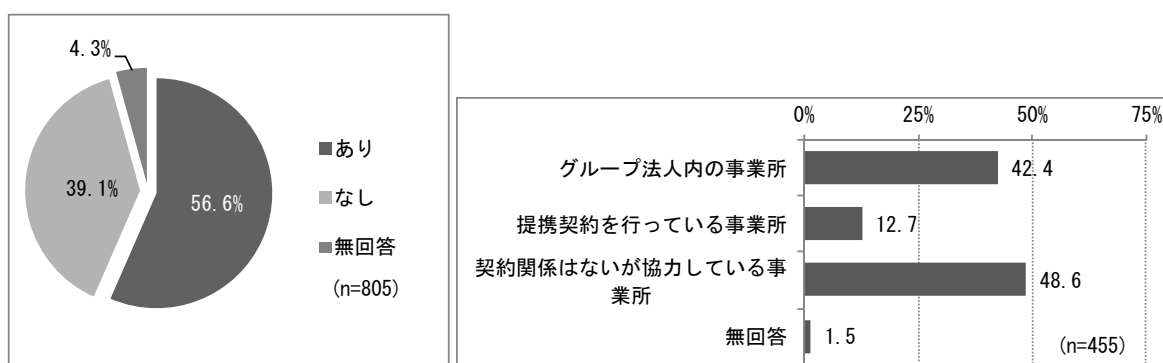 4.3%
39.1%
56.6%
■あり
■なし
■無回答
(n=805)
0% 25% 50% 75%
グループ法人内の事業所 42.4
提携契約を行っている事業所 12.7
契約関係はないが協力している事
業所 48.6
無回答 1.5
(n=455)